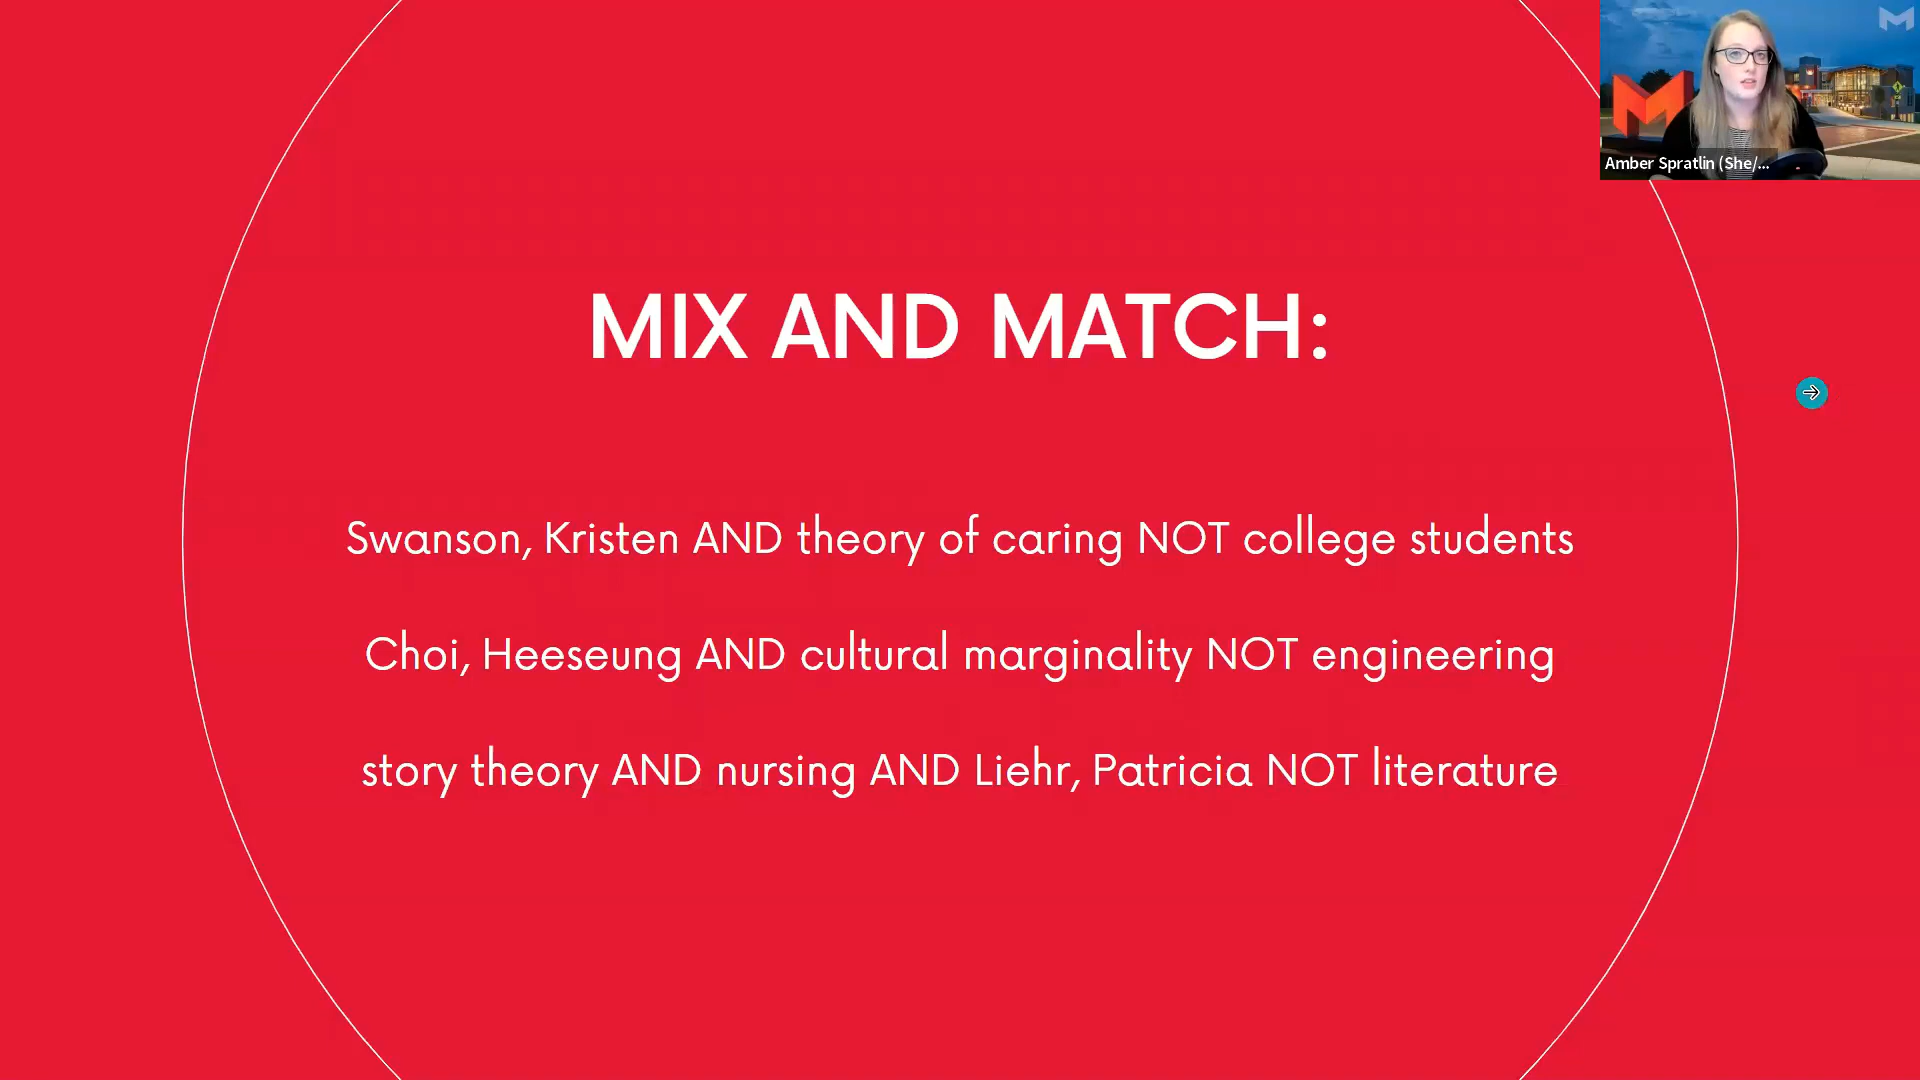 Amber Spratlin (She/...
MIX AND MATCH:
Swanson, Kristen AND theory of caring NOT college students
Choi, Heeseung AND cultural marginality NOT engineering
story theory AND nursing AND Liehr, Patricia NOT literature